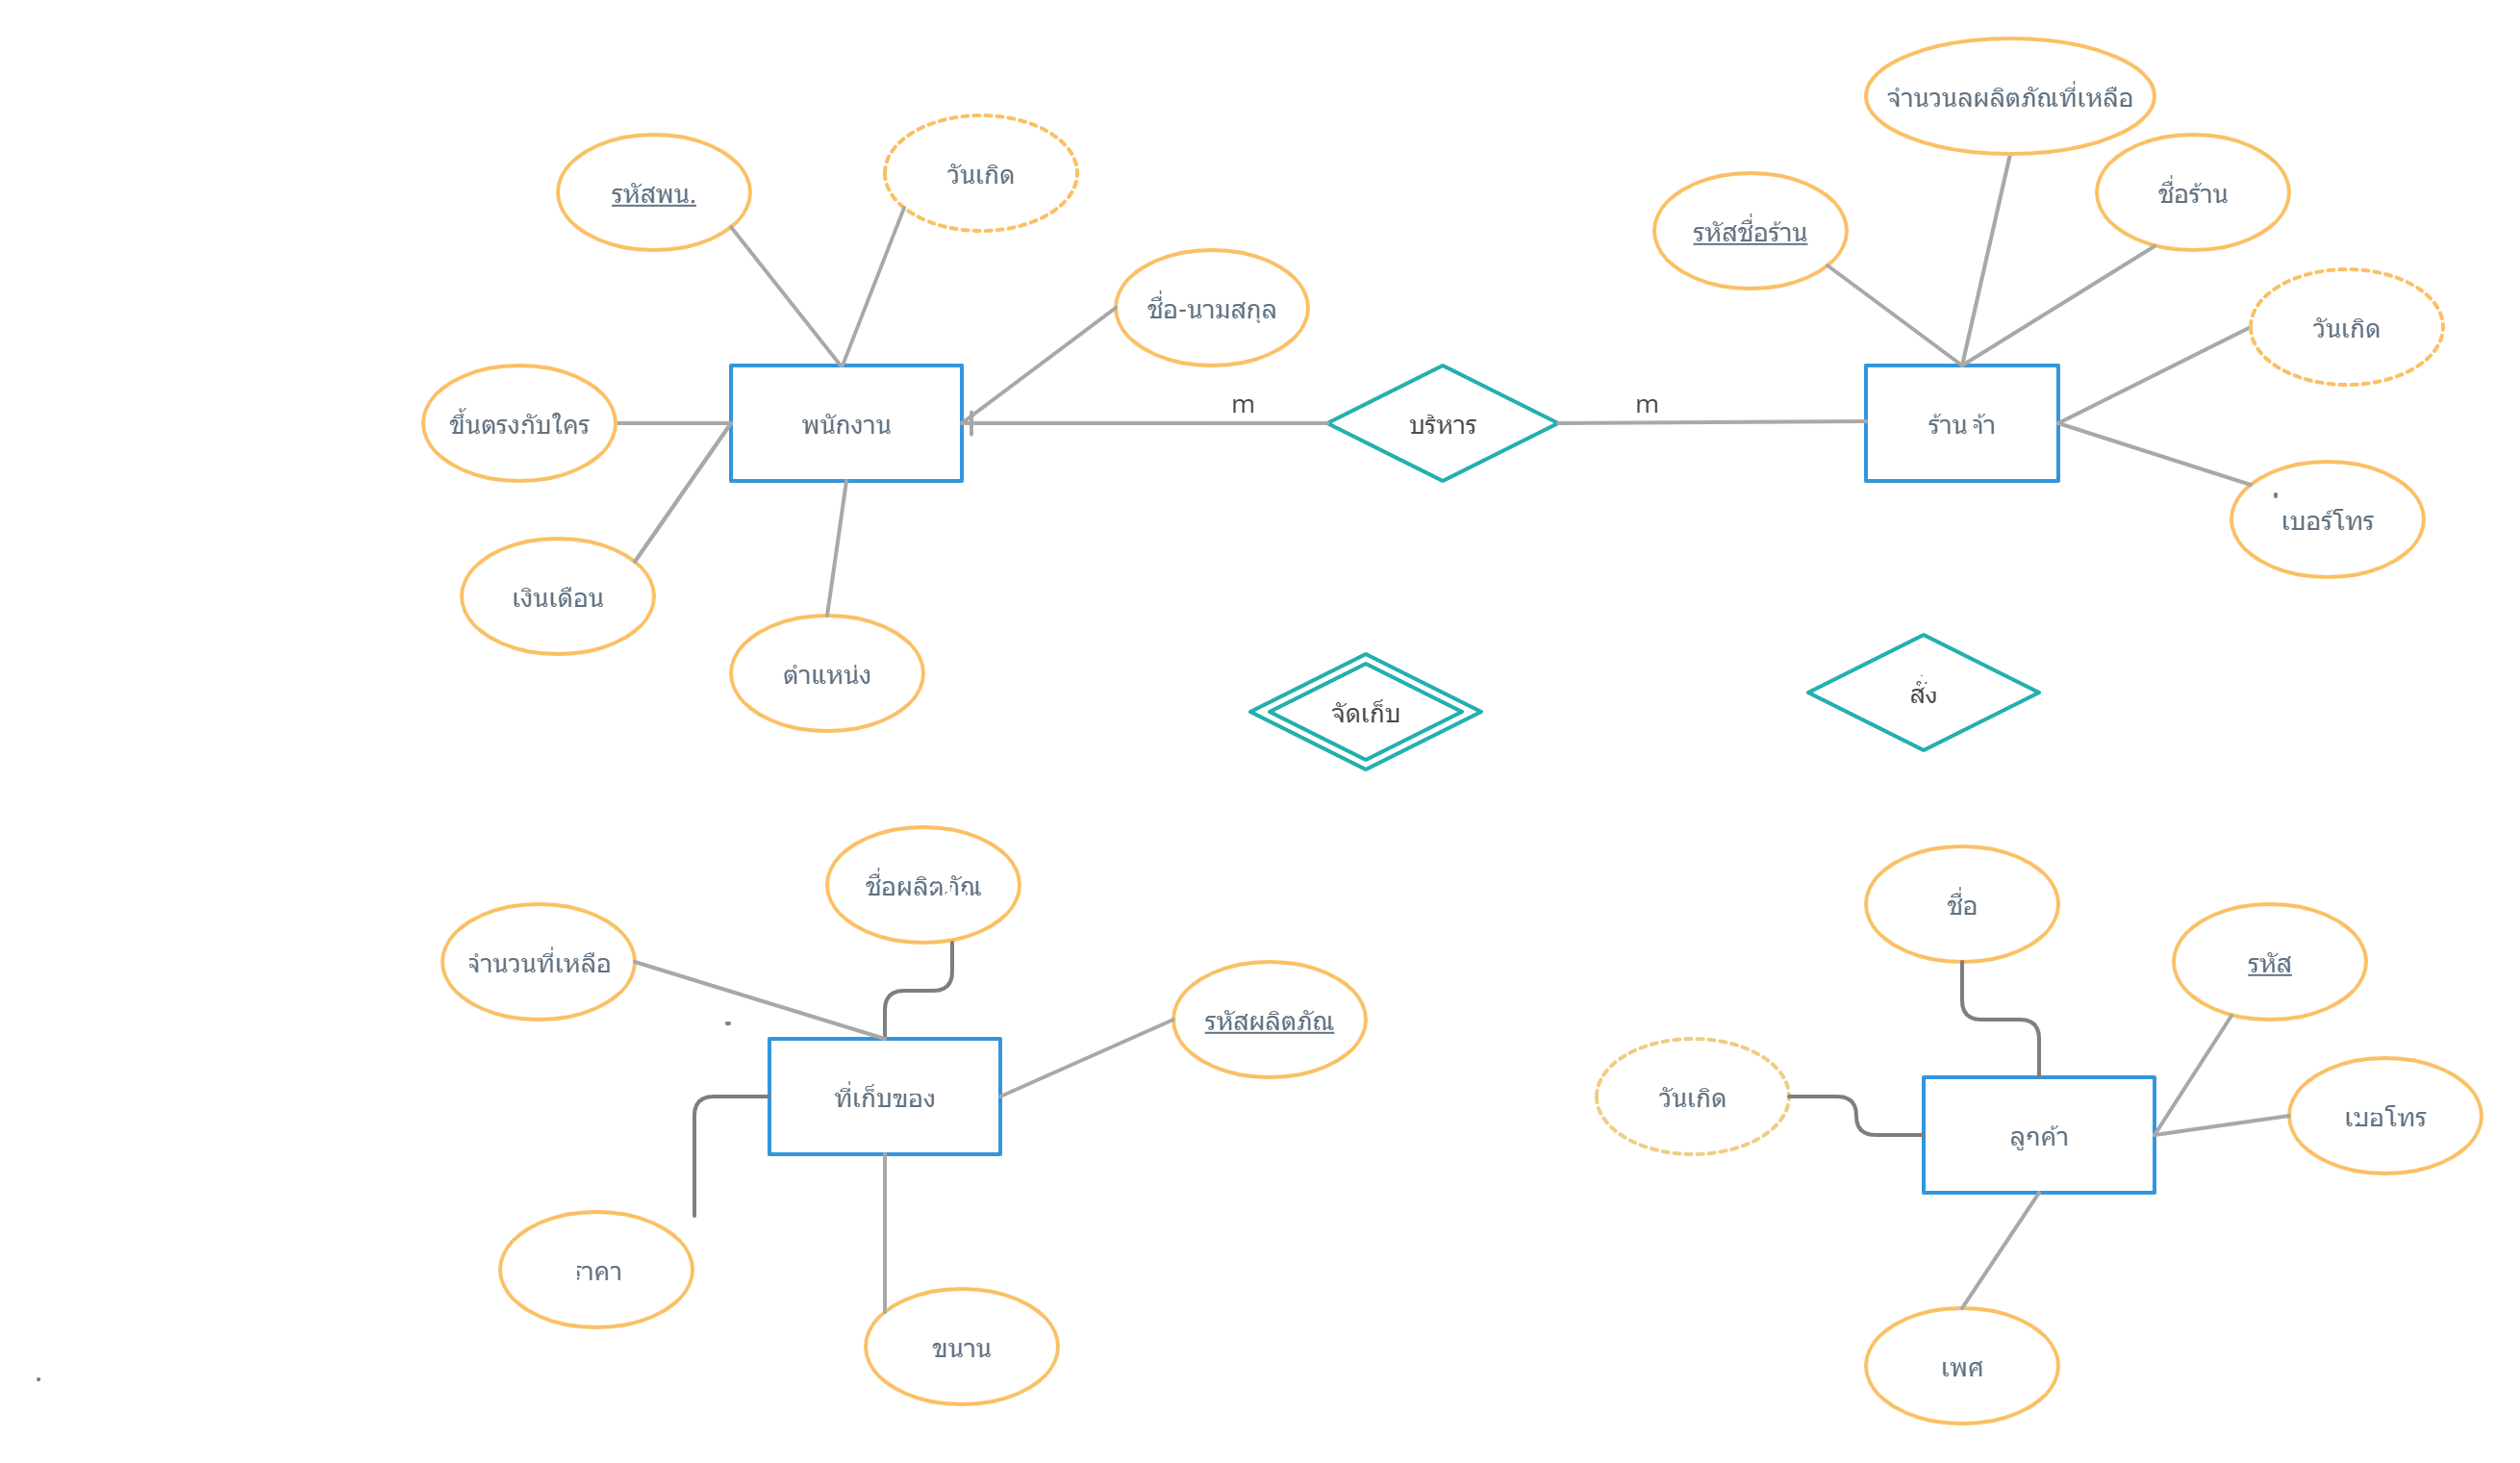 จำนวนลผลิตภัณที่เหลือ
วันเกิด
รหัสพน.
ชื่อร้าน
รหัสชื่อร้าน
ชื่อ-นามสกุล
วันเกิด
m
m
ขึ้นตรงกับใคร
พนักงาน
บริหาร
ร้าน จ้า
เบอร์โทร
เงินเดือน
ตำแหน่ง
สั่ง
จัดเก็บ
ชื่อผลิตภัณ
ชื่อ
จำนวนที่เหลือ
รหัส
รหัสผลิตภัณ
ที่เก็บของ
วันเกิด
เบอโทร
ลูกค้า
ราคา
ขนาน
เพศ